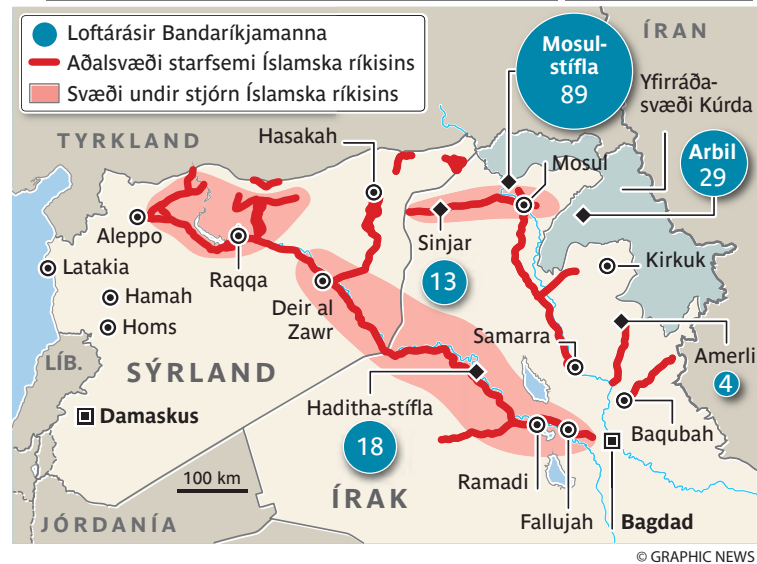 Loftárásir Bandaríkjamanna
Aðalsvæði starfsemi Íslamska ríkisins
Svæði undir stjórn Íslamska ríkisins
Mosul-
stífla
89
ÍRAN
Yfirráða-
svæði Kúrda
TYRKLAND
Hasakah
Mosul
Arbil
29
Aleppo
Sinjar
13
Kirkuk
Latakia
Raqqa
Hamah
Deir al
Zawr
Homs
Samarra
Amerli
4
LÍB.
SÝRLAND
Haditha-stífla
18
Damaskus
Baqubah
100 km
ÍRAK
Ramadi
JÓRDANÍA
Fallujah
Bagdad
© GRAPHIC NEWS